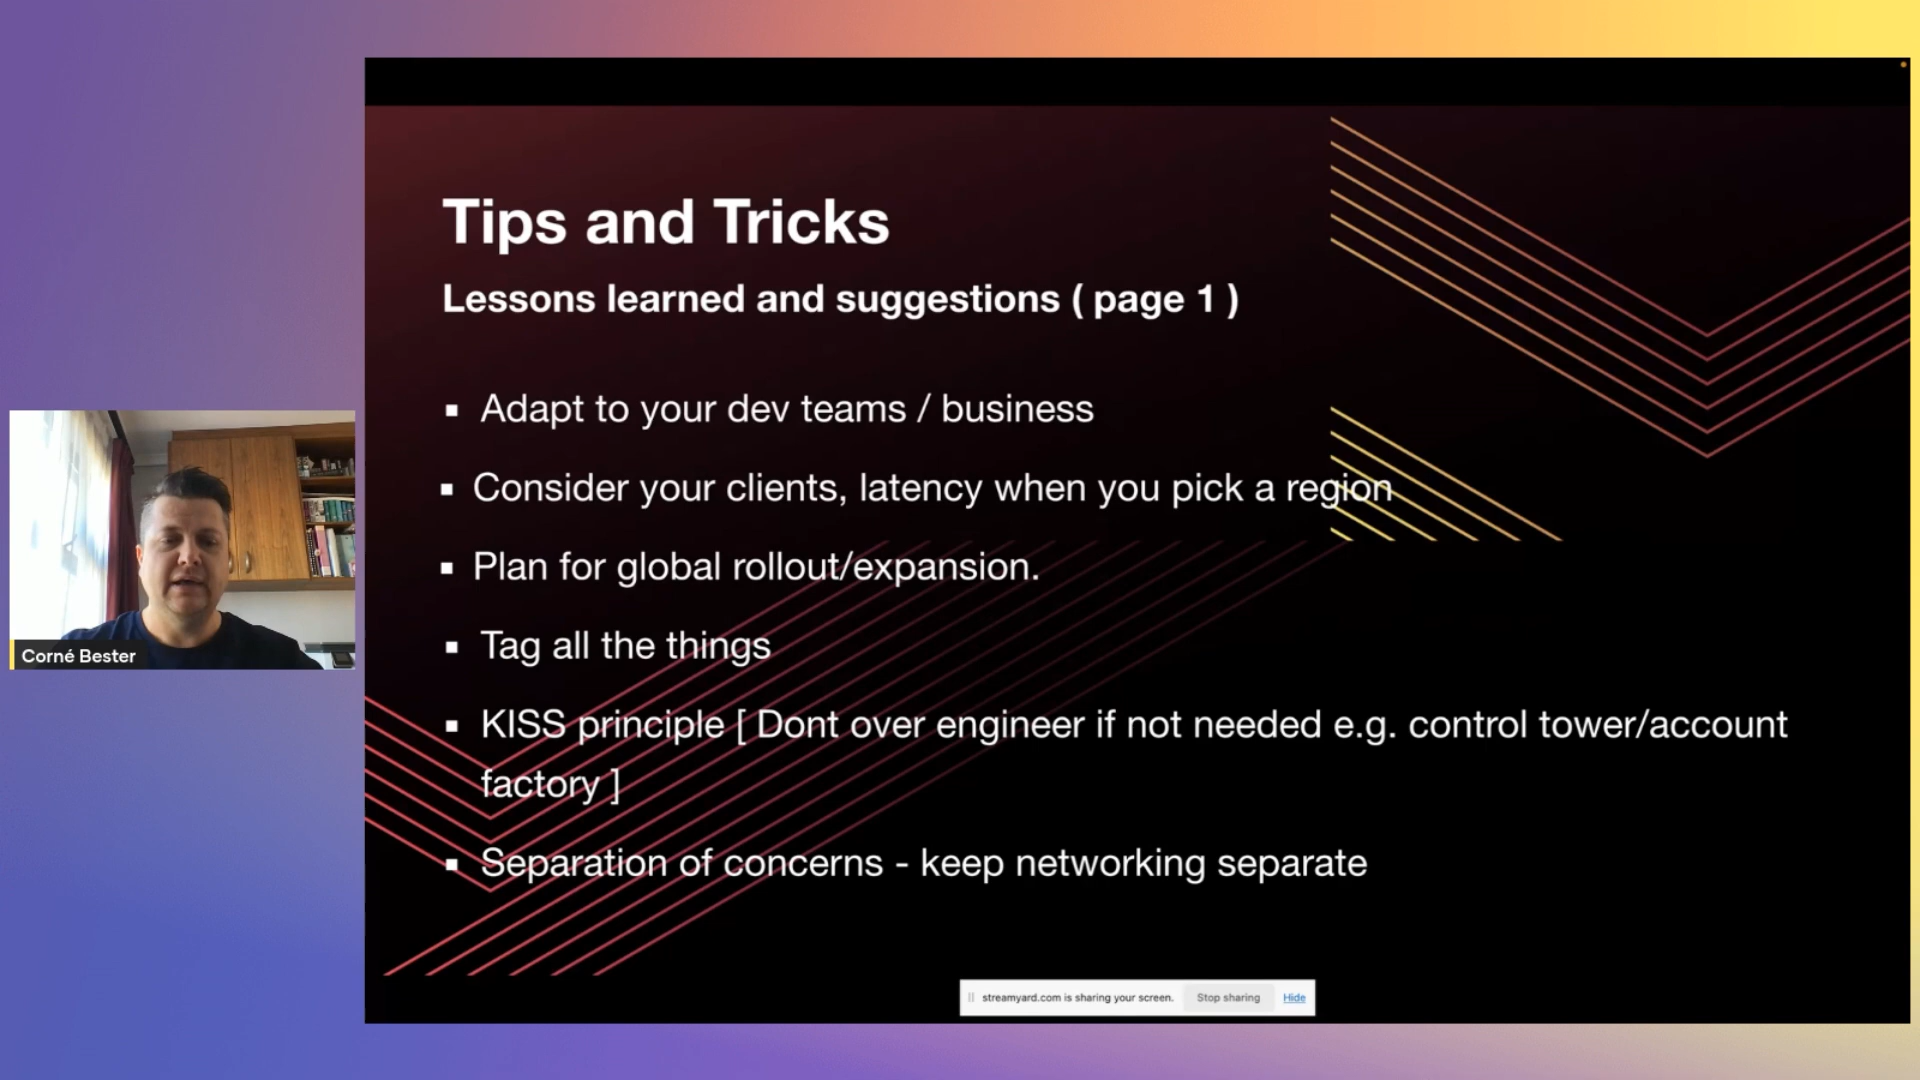 Tips and Tricks
Lessons learned and suggestions ( page 1 )
▪ Adapt to your dev teams / business
▪ Consider your clients, latency when you pick a region
▪ Plan for global rollout/expansion.
▪ Tag all the things
▪ KISS principle [ Dont over engineer if not needed e.g. control tower/account
factory ]
▪ Separation of concerns - keep networking separate
Corné Bester
streamyard.com is sharing your screen. Stop sharing Hide